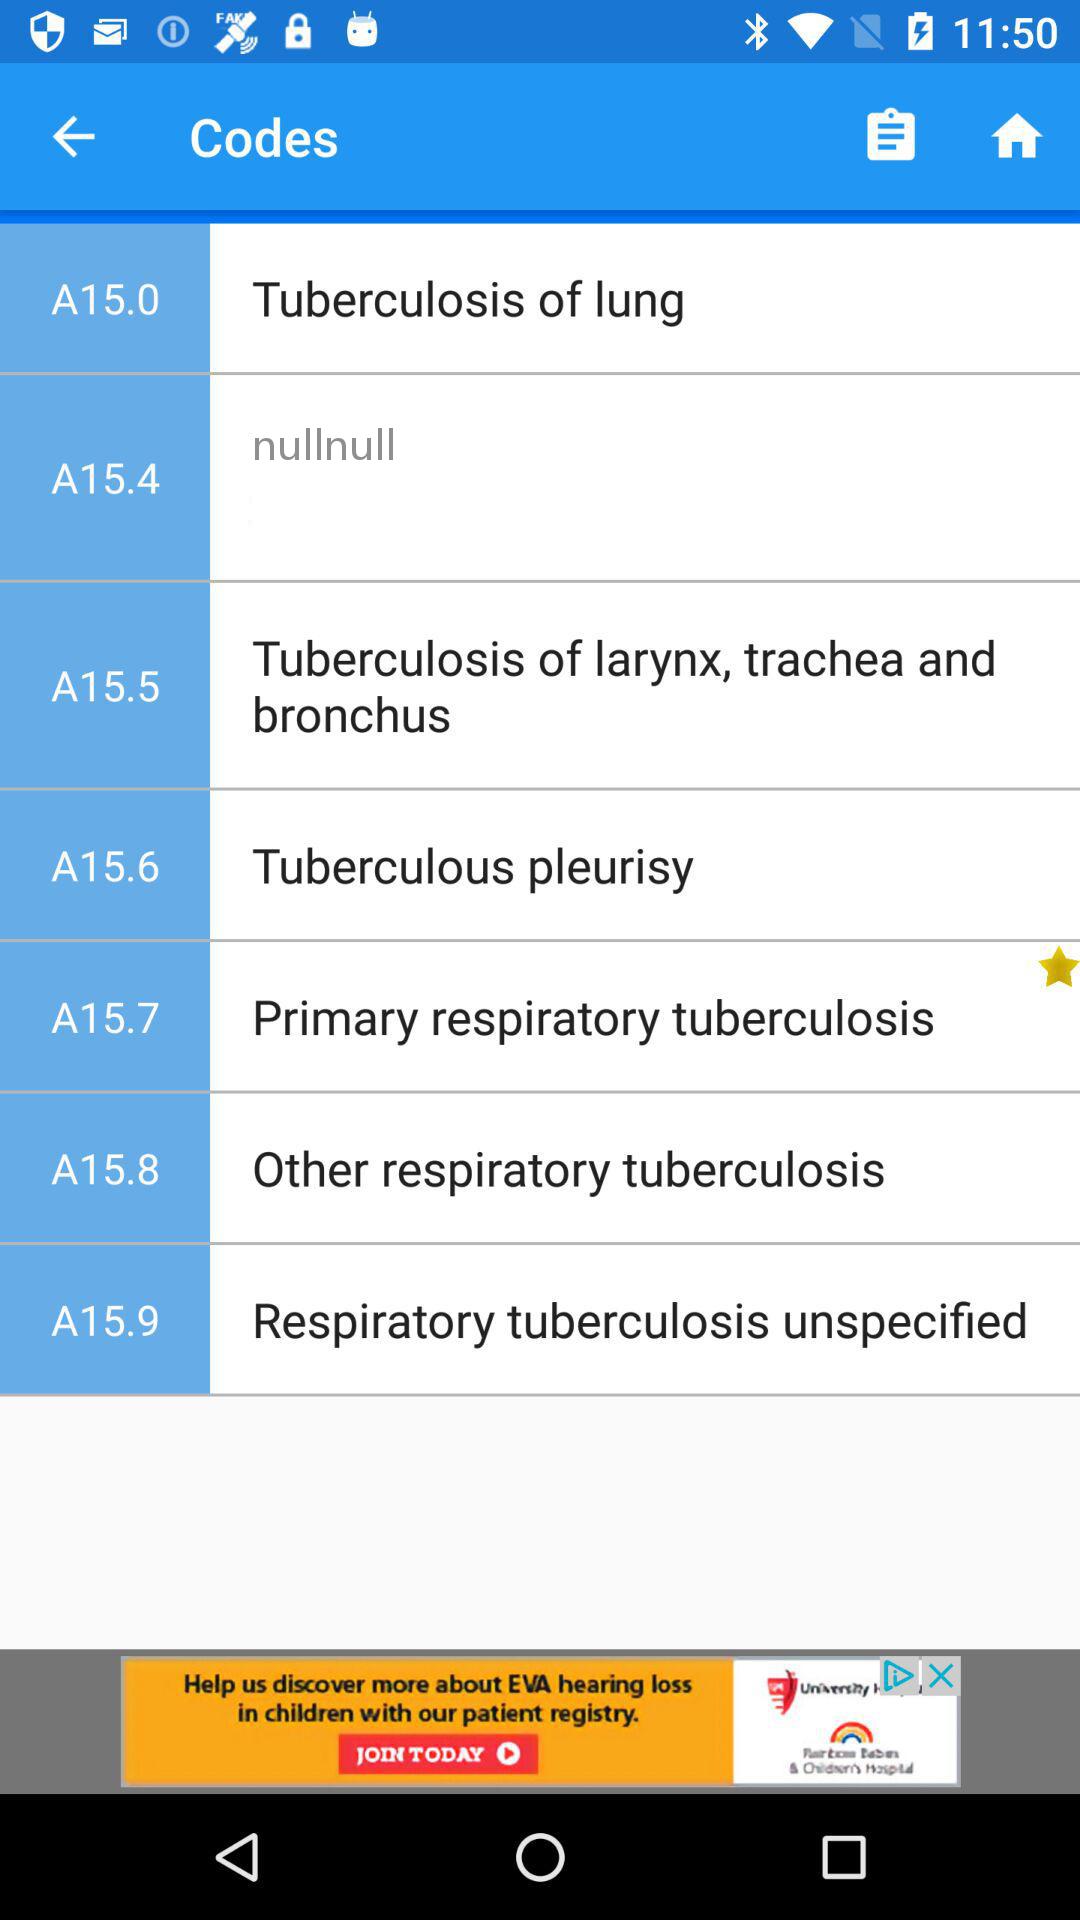 FAKE
11:50
Codes
A15.0
Tuberculosis of lung
A15.4
nullnull
A15.5
Tuberculosis of larynx, trachea and
bronchus
A15.6
Tuberculous pleurisy
A15.7
Primary respiratory tuberculosis
A15.8
Other respiratory tuberculosis
A15.9
Respiratory tuberculosis unspecified
Help us discover more about EVA hearing loss
in children with our patient registry.
JOIN TODAY
University
Rainbow Babies
& Children's Hospital